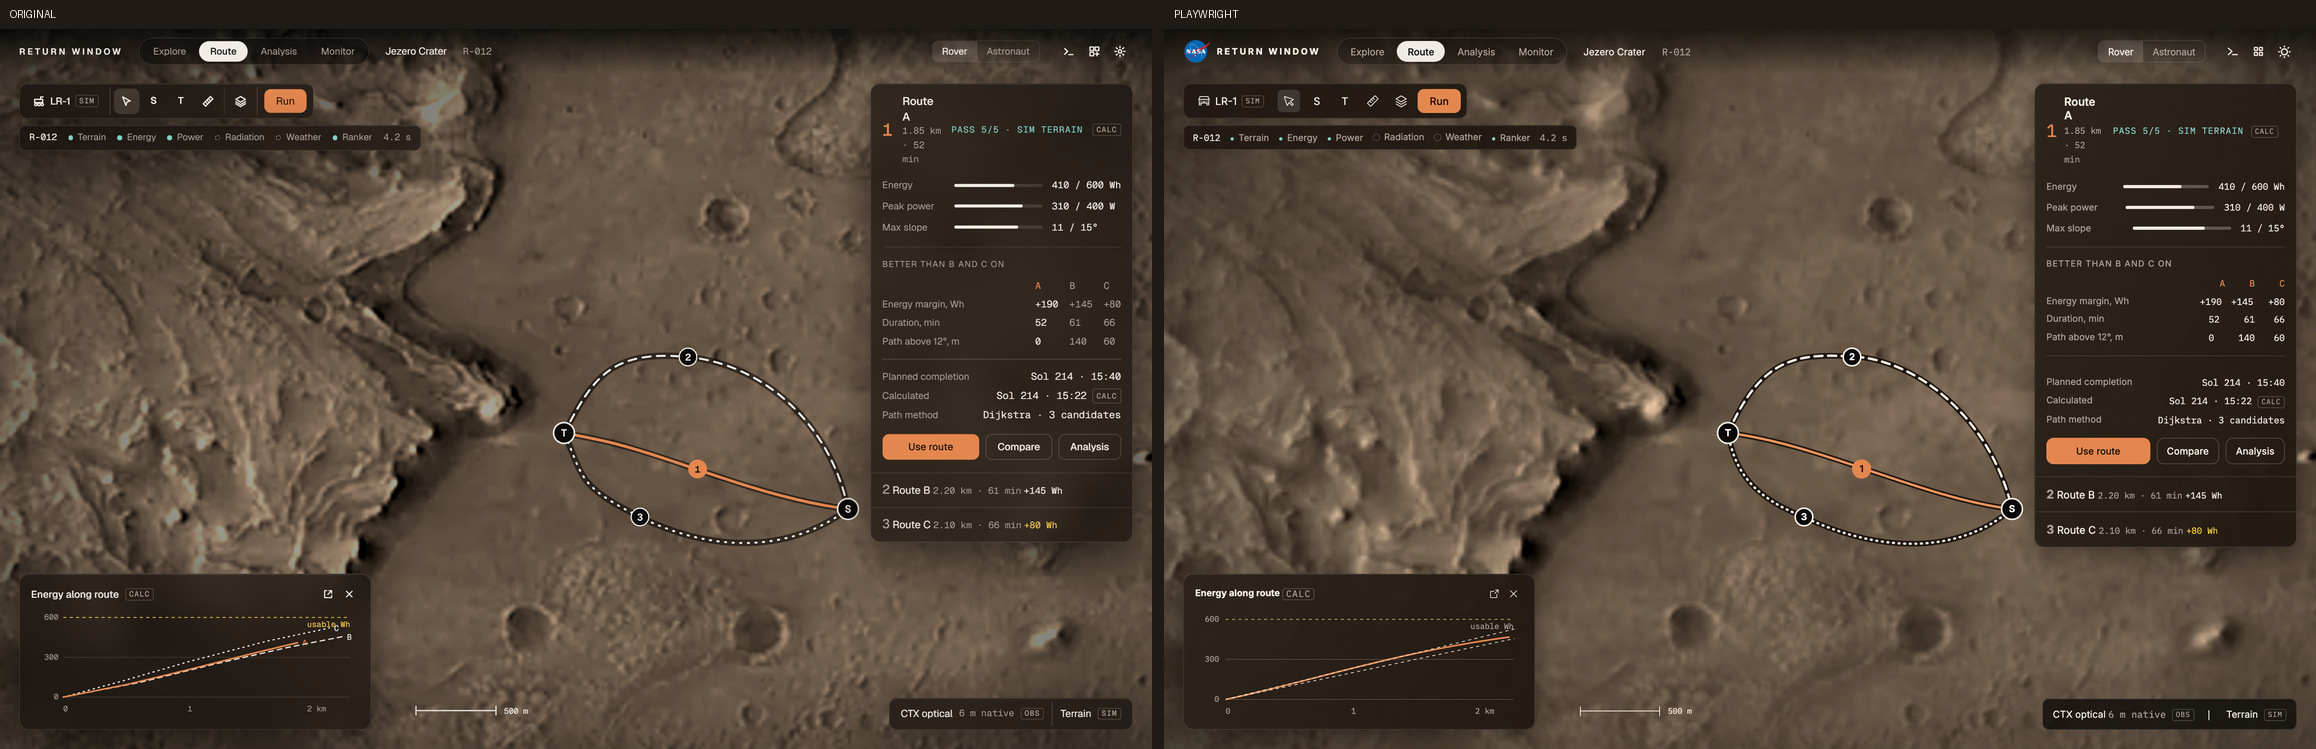 ORIGINAL
RETURN WINDOW Explore Route Analysis Monitor Jezero Crater R-012 Rover Astronaut
LR-1 SIM S T Run
R-012 Terrain Energy Power Radiation Weather Ranker 4.2 s
Route
A
1 1.85 km PASS 5/5 · SIM TERRAIN CALC
· 52
min
Energy 410 / 600 Wh
Peak power 310 / 400 W
Max slope 11 / 15°
BETTER THAN B AND C ON
A B C
Energy margin, Wh +190 +145 +80
Duration, min 52 61 66
Path above 12°, m 0 140 60
Planned completion Sol 214 · 15:40
Calculated Sol 214 · 15:22 CALC
Path method Dijkstra · 3 candidates
Use route Compare Analysis
2 Route B 2.20 km · 61 min +145 Wh
3 Route C 2.10 km · 66 min +80 Wh
2
T
1
3
S
Energy along route CALC
600
usable Wh
C
B
A
300
0
0 1 2 km
500 m
CTX optical 6 m native OBS Terrain SIM
PLAYWRIGHT
NASA RETURN WINDOW Explore Route Analysis Monitor Jezero Crater R-012 Rover Astronaut
LR-1 SIM S T Run
R-012 Terrain Energy Power Radiation Weather Ranker 4.2 s
Route
A
1 1.85 km PASS 5/5 · SIM TERRAIN CALC
· 52
min
Energy 410 / 600 Wh
Peak power 310 / 400 W
Max slope 11 / 15°
BETTER THAN B AND C ON
A B C
Energy margin, Wh +190 +145 +80
Duration, min 52 61 66
Path above 12°, m 0 140 60
Planned completion Sol 214 · 15:40
Calculated Sol 214 · 15:22 CALC
Path method Dijkstra · 3 candidates
Use route Compare Analysis
2 Route B 2.20 km · 61 min +145 Wh
3 Route C 2.10 km · 66 min +80 Wh
2
T
1
3
S
Energy along route CALC
600
usable Wh
300
0
0 1 2 km
500 m
CTX optical 6 m native OBS | Terrain SIM